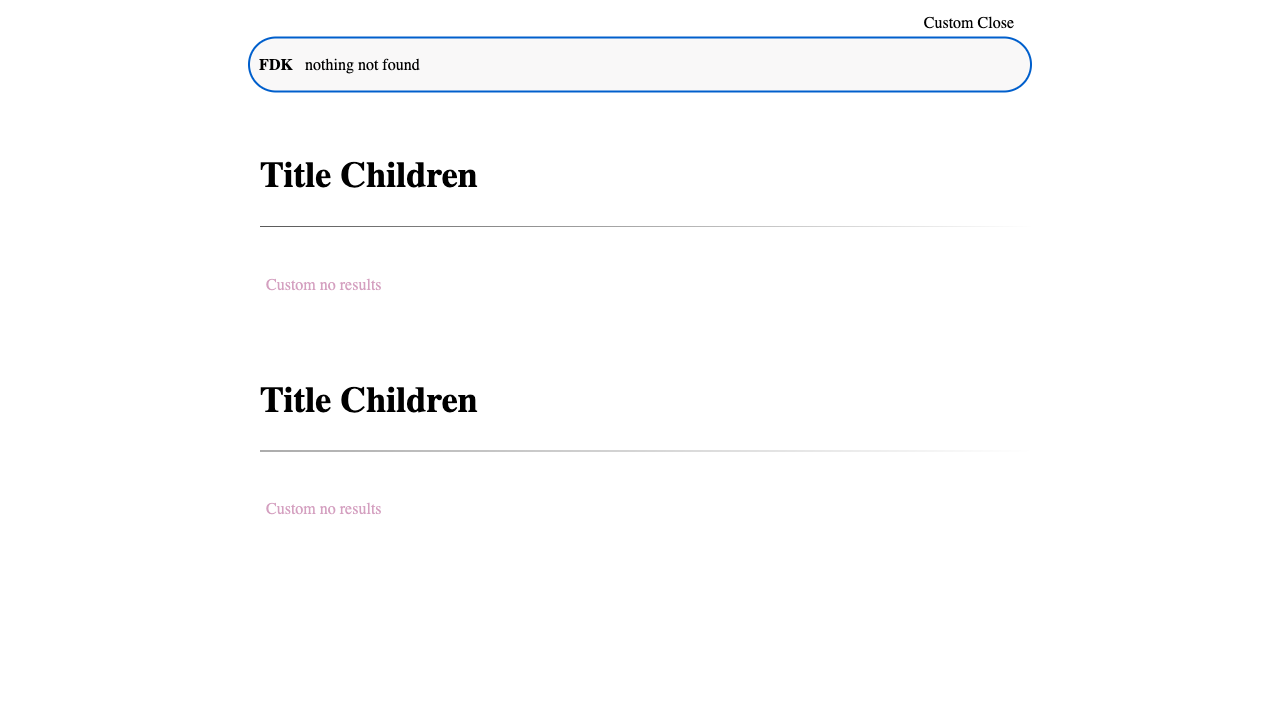 Custom Close
FDK nothing not found
Title Children
Custom no results
Title Children
Custom no results